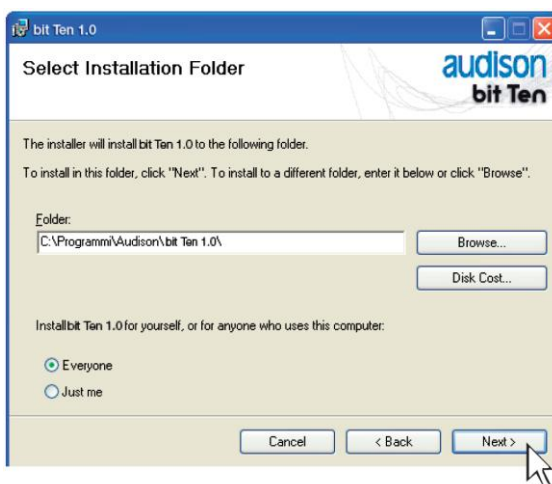 bit Ten 1.0
Select Installation Folder
audison
bit Ten
The installer will install bit Ten 1.0 to the following folder.
To install in this folder, click "Next". To install to a different folder, enter it below or click "Browse".
Folder:
C:\Programmi\Audison\bit Ten 1.0\
Browse...
Disk Cost...
Install bit Ten 1.0 for yourself, or for anyone who uses this computer:
Everyone
Just me
Cancel
< Back
Next >